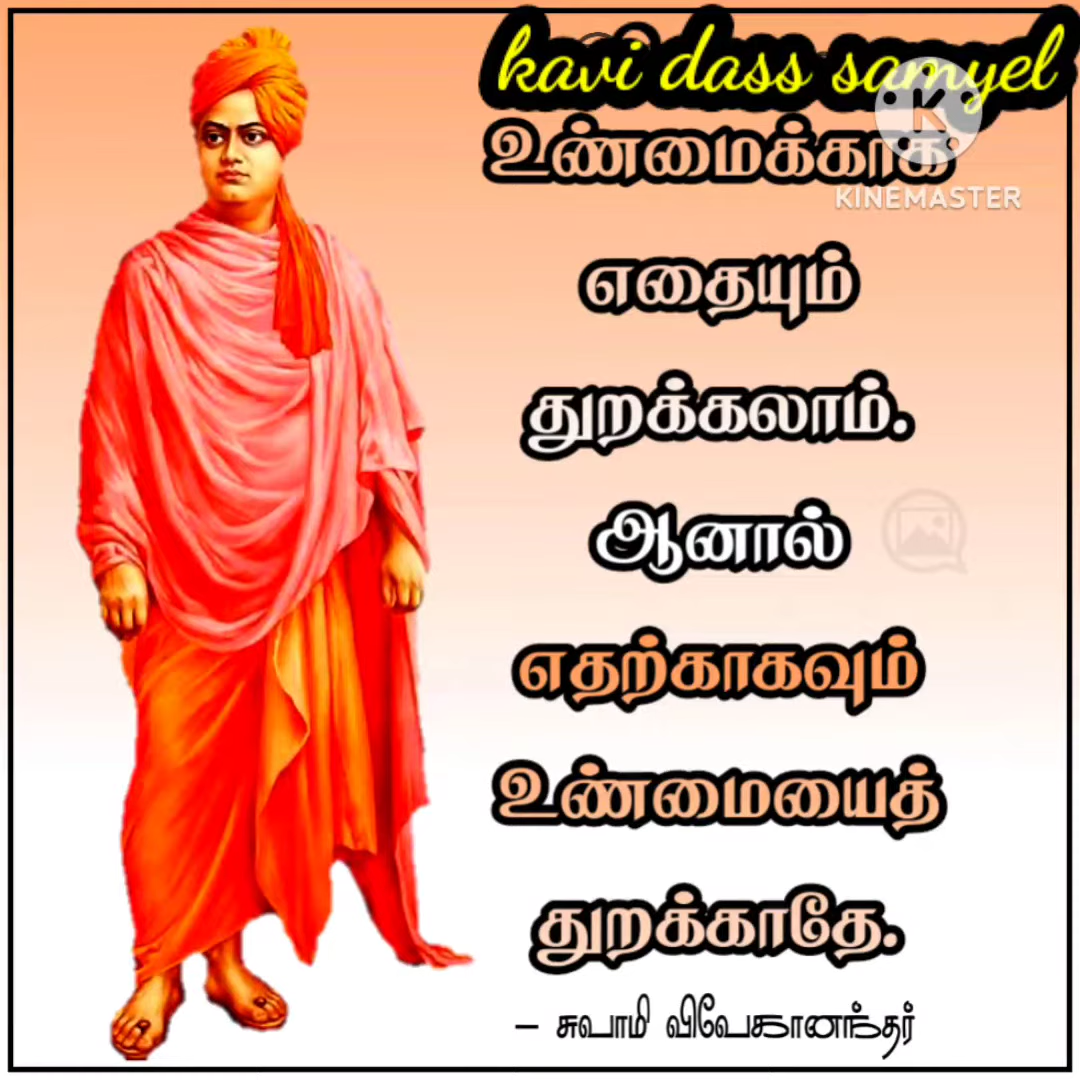 kavi dass samyel
உண்மைக்காக
KINEMASTER
எதையும்
துறக்கலாம்.
ஆனால்
எதற்காகவும்
உண்மையைத்
துறக்காதே.
– சுவாமி விவேகானந்தர்